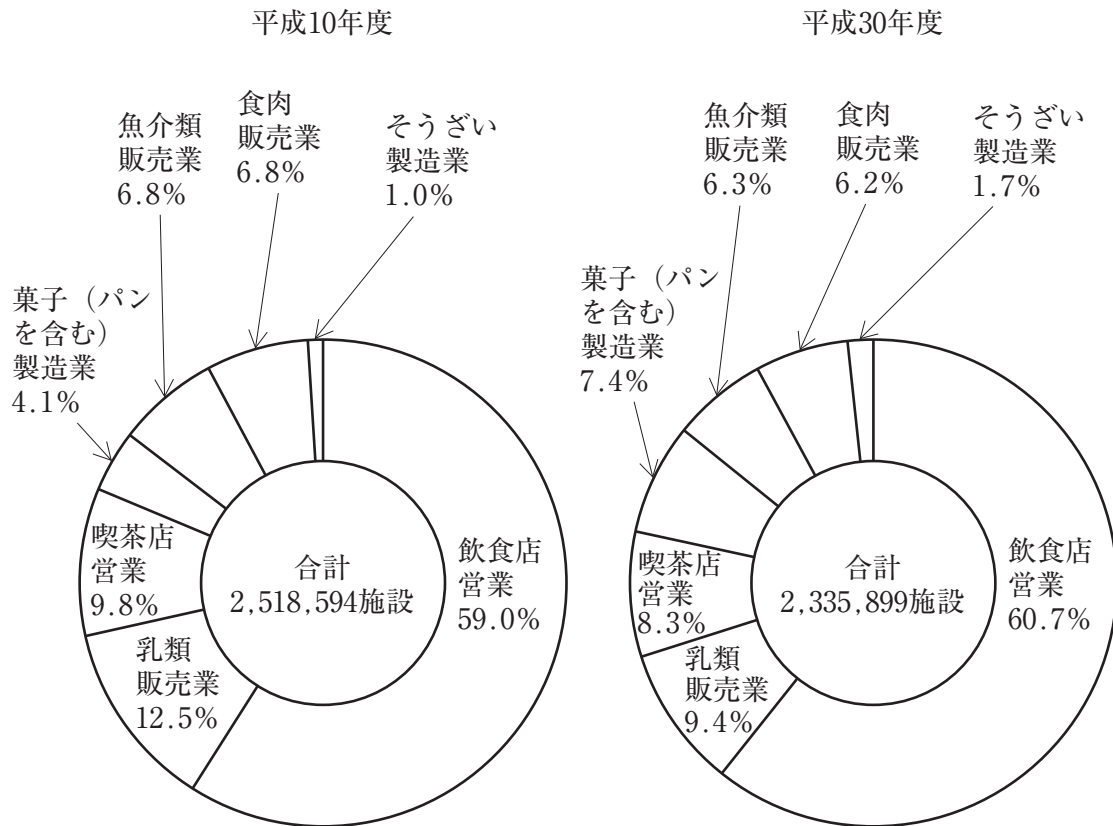 平成10年度
魚介類
販売業
6.8%
食肉
販売業
6.8%
そうざい
製造業
1.0%
菓子（パン
を含む）
製造業
4.1%
喫茶店
営業
9.8%
乳類
販売業
12.5%
合計
2,518,594施設
飲食店
営業
59.0%
平成30年度
魚介類
販売業
6.3%
食肉
販売業
6.2%
そうざい
製造業
1.7%
菓子（パン
を含む）
製造業
7.4%
喫茶店
営業
8.3%
乳類
販売業
9.4%
合計
2,335,899施設
飲食店
営業
60.7%